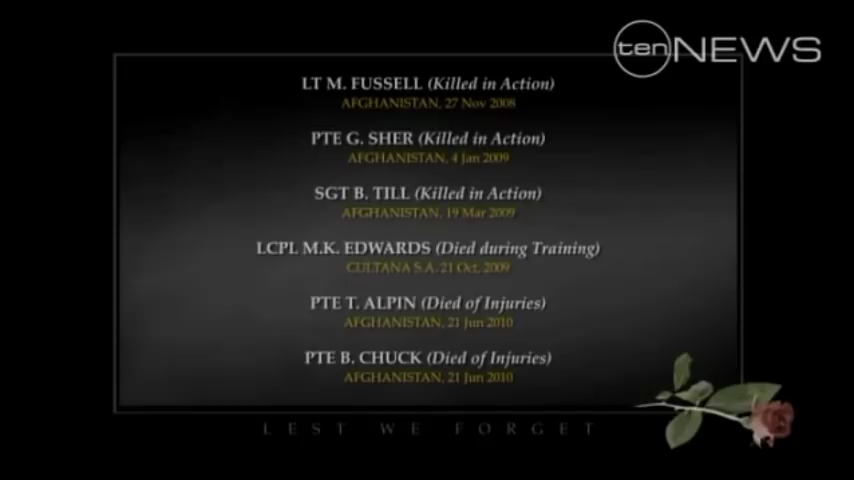 ten NEWS
LT M. FUSSELL (Killed in Action)
AFGHANISTAN, 27 Nov 2008
PTE G. SHER (Killed in Action)
AFGHANISTAN, 4 Jan 2009
SGT B. TILL (Killed in Action)
AFGHANISTAN, 19 Mar 2009
LCPL M.K. EDWARDS (Died during Training)
CULTANA S.A. 21 Oct, 2009
PTE T. ALPIN (Died of Injuries)
AFGHANISTAN, 21 Jun 2010
PTE B. CHUCK (Died of Injuries)
AFGHANISTAN, 21 Jun 2010
LEST WE FORGET